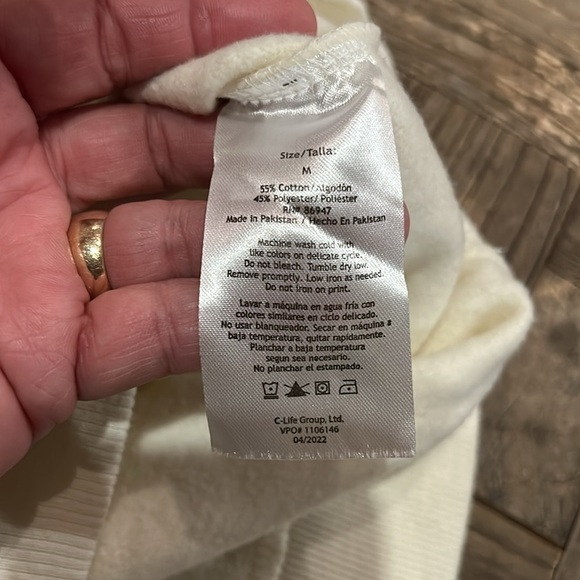 Size/Talla:
M
55% Cotton/Algodón
45% Polyester/ Poliéster
RN# 86947
Made In Pakistan / Hecho En Pakistan
Machine wash cold with
like colors on delicate cycle.
Do not bleach. Tumble dry low.
Remove promptly. Low iron as needed.
Do not iron on print.
Lavar a máquina en agua fría con
colores similares en ciclo delicado.
No usar blanqueador. Secar en máquina a
baja temperatura, quitar rapidamente.
Planchar a baja temperatura
segun sea necesario.
No planchar el estampado.
C-Life Group, Ltd.
VPO# 1106146
04/2022